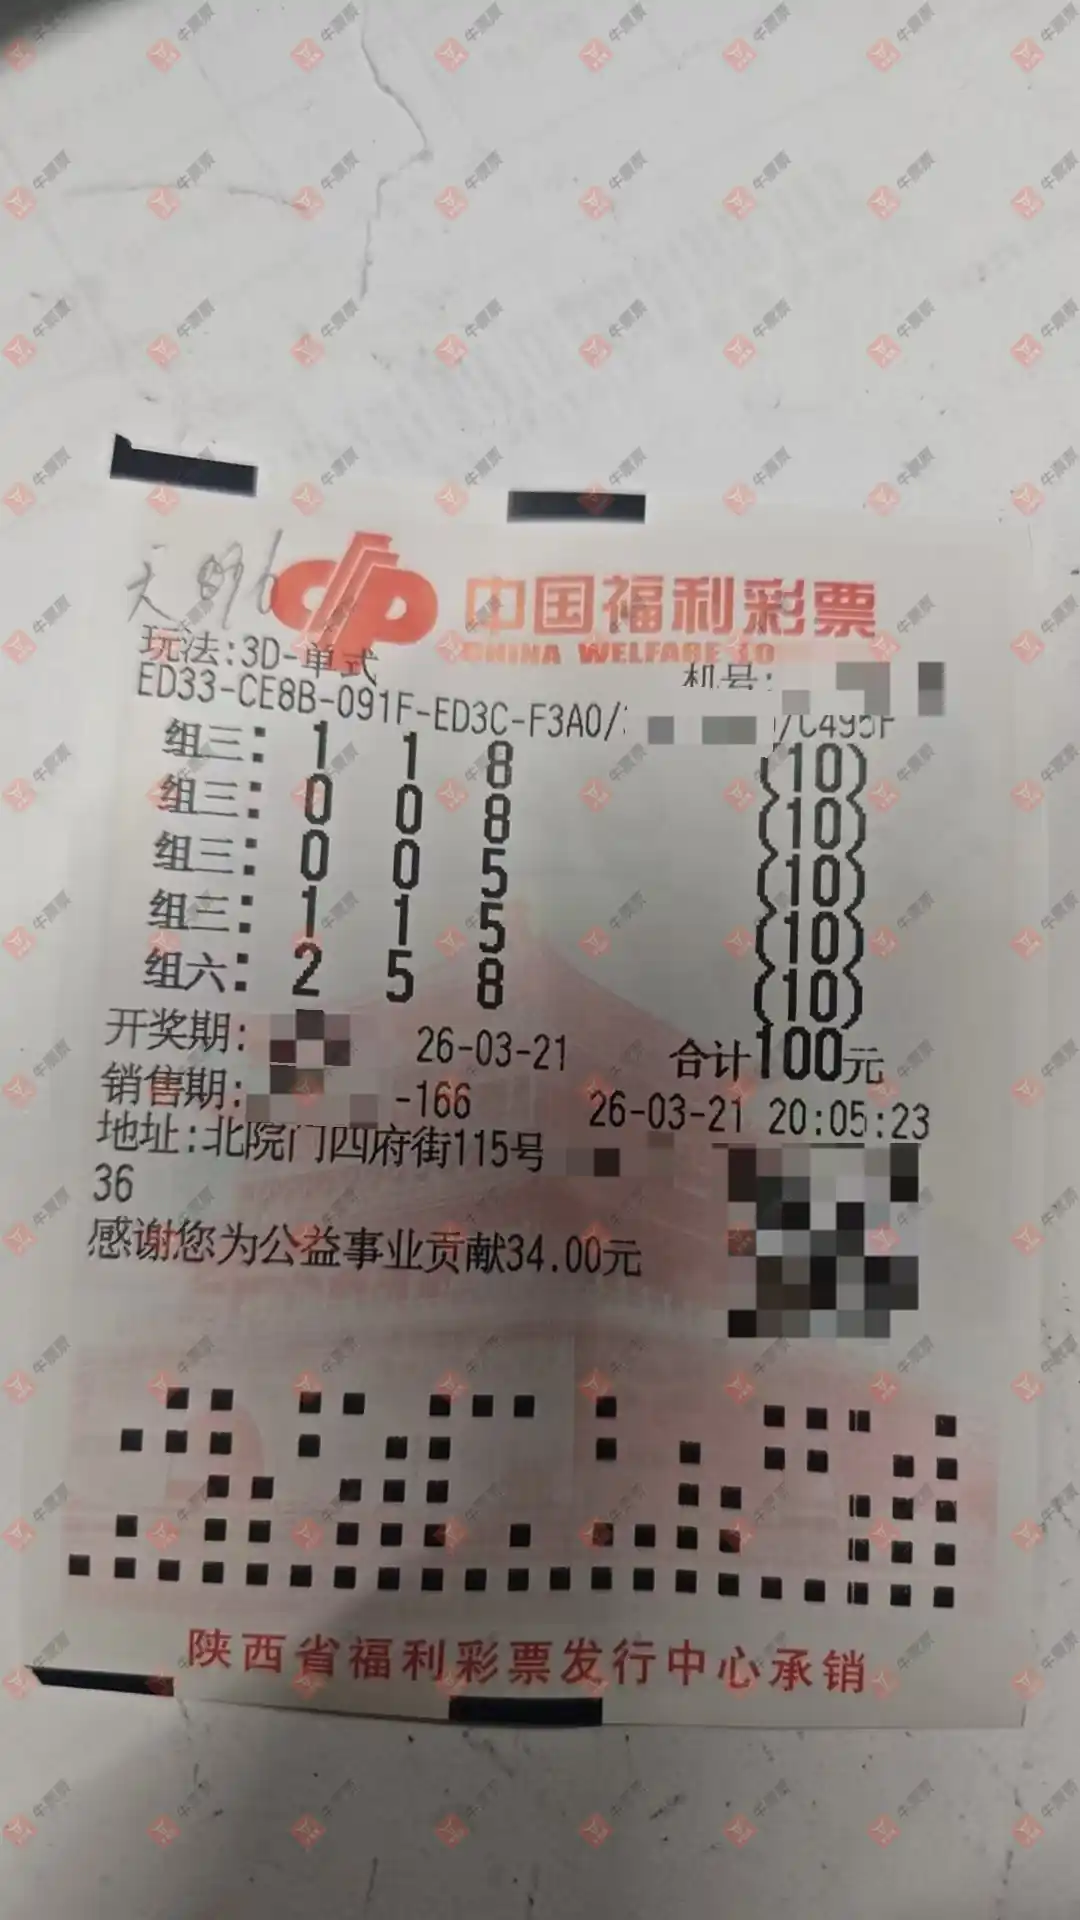 中国福利彩票
CHINA WELFARE LO
玩法:3D-单式
机号:
ED33-CE8B-091F-ED3C-F3A0/
/C495F
组三: 1 1 8 (10)
组三: 0 0 8 (10)
组三: 0 0 5 (10)
组三: 1 1 5 (10)
组六: 2 5 8 (10)
开奖期: 26-03-21 合计100元
销售期: -166 26-03-21 20:05:23
地址:北院门四府街115号
36
感谢您为公益事业贡献34.00元
陕西省福利彩票发行中心承销
牛票票